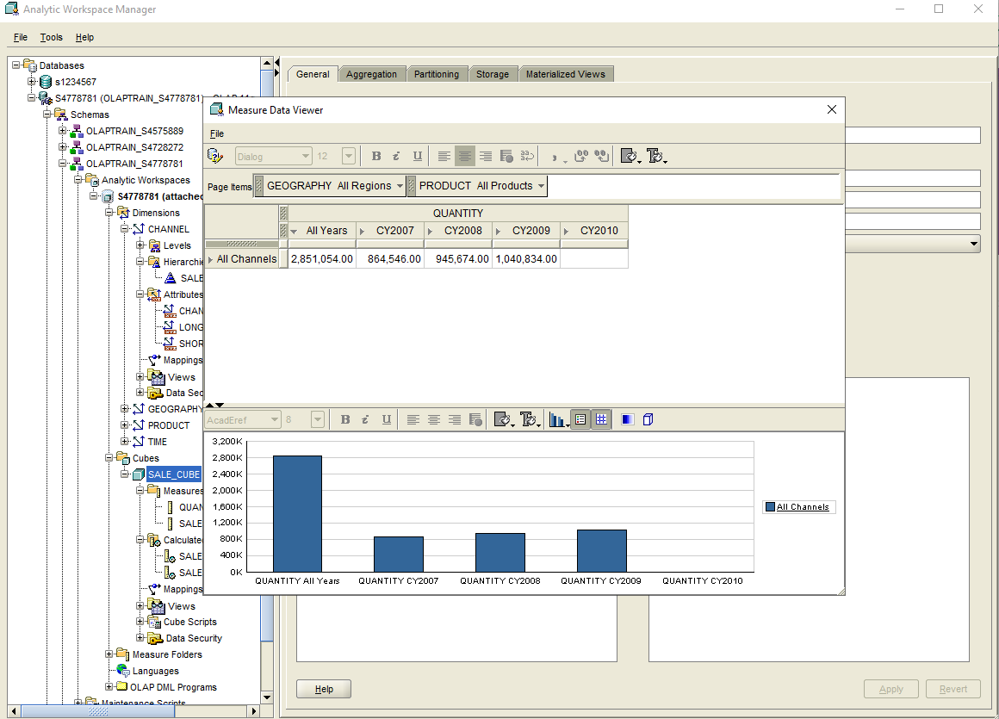 Analytic Workspace Manager
File Tools Help
Databases
s1234567
S4778781 (OLAPTRAIN_S4778781)
Schemas
OLAPTRAIN_S4575889
OLAPTRAIN_S4728272
OLAPTRAIN_S4778781
Analytic Workspaces
S4778781 (attached
Dimensions
CHANNEL
Levels
Hierarchie
SALE
Attributes
CHAN
LONG
SHOR
Mappings
Views
Data Sec
GEOGRAPHY
PRODUCT
TIME
Cubes
SALE_CUBE
Measures
QUAN
SALE
Calculate
SALE
SALE
Mappings
Views
Cube Scripts
Data Security
Measure Folders
Languages
OLAP DML Programs
Maintenance Scripts
General Aggregation Partitioning Storage Materialized Views
Measure Data Viewer
File
Dialog 12 B i U
Page Items GEOGRAPHY All Regions PRODUCT All Products
QUANTITY
All Years CY2007 CY2008 CY2009 CY2010
All Channels 2,851,054.00 864,546.00 945,674.00 1,040,834.00
AcadEref 8 B i U
3,200K
2,800K
2,400K
2,000K
1,600K
1,200K
800K
400K
0K
QUANTITY All Years QUANTITY CY2007 QUANTITY CY2008 QUANTITY CY2009 QUANTITY CY2010
All Channels
Help Apply Revert